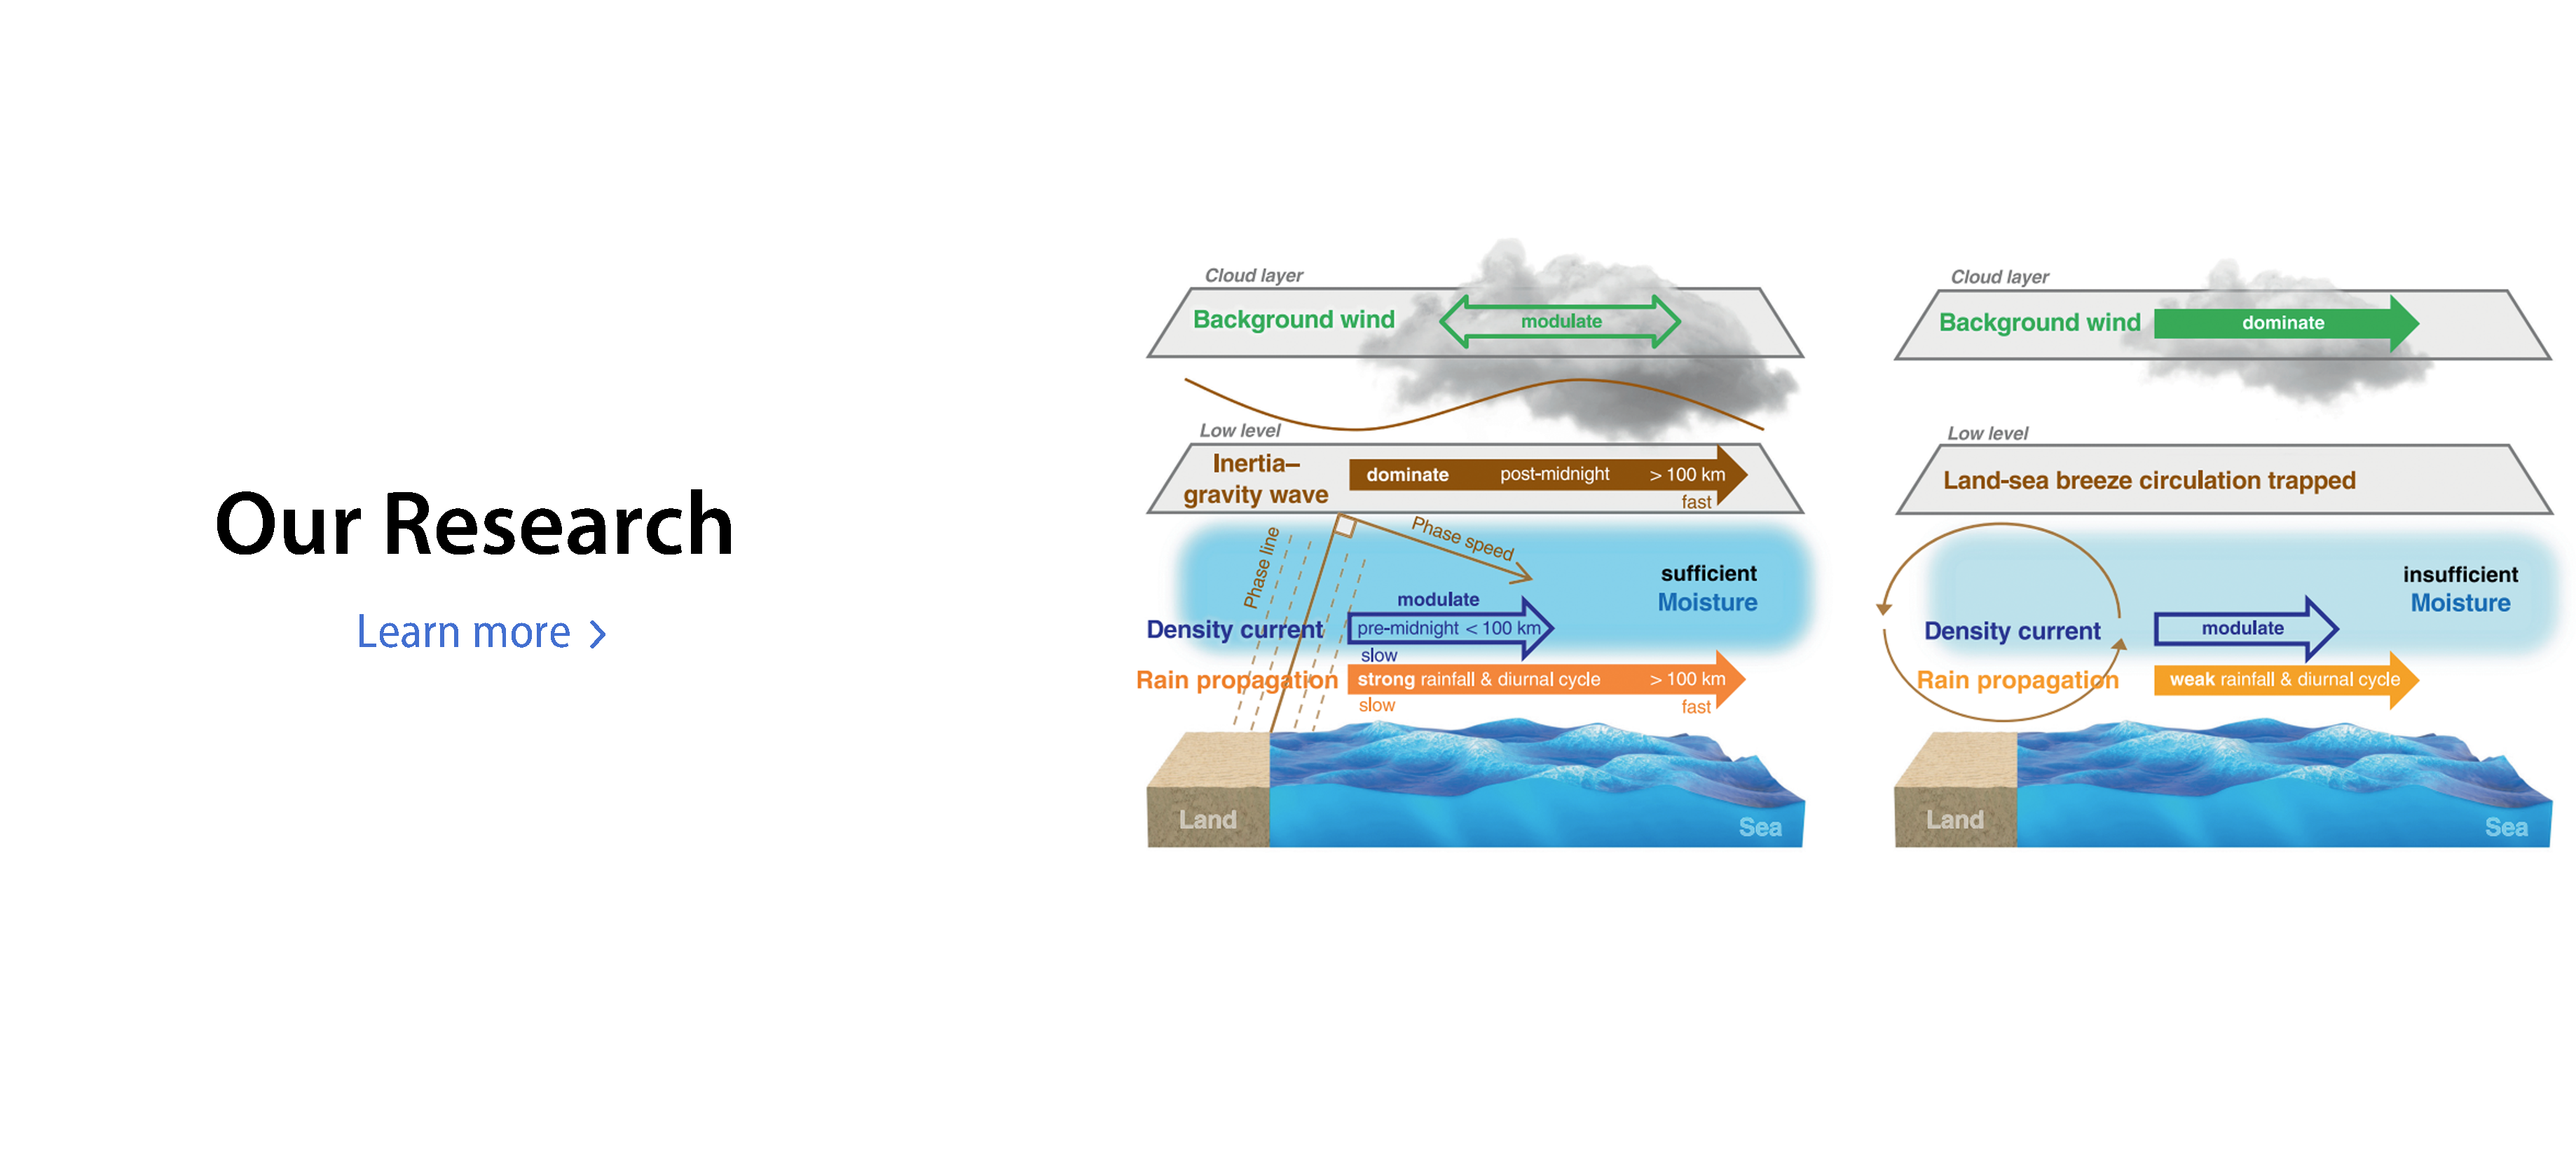 Our Research
Learn more >
Cloud layer
Background wind
modulate
Low level
Inertia–
gravity wave
dominate post-midnight > 100 km
fast
Phase line
Phase speed
sufficient
Moisture
modulate
Density current
pre-midnight < 100 km
slow
Rain propagation
strong rainfall & diurnal cycle > 100 km
slow fast
Land
Sea
Cloud layer
Background wind
dominate
Low level
Land-sea breeze circulation trapped
insufficient
Moisture
Density current
modulate
Rain propagation
weak rainfall & diurnal cycle
Land
Sea